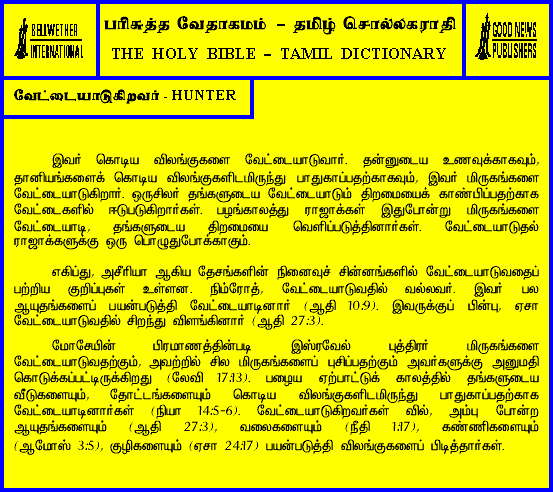 BELLWETHER
INTERNATIONAL
பரிசுத்த வேதாகமம் – தமிழ் சொல்லகராதி
THE HOLY BIBLE – TAMIL DICTIONARY
GOOD NEWS
PUBLISHERS
வேட்டையாடுகிறவர் - HUNTER
இவர் கொடிய விலங்குகளை வேட்டையாடுவார். தன்னுடைய உணவுக்காகவும்,
தானியங்களைக் கொடிய விலங்குகளிடமிருந்து பாதுகாப்பதற்காகவும், இவர் மிருகங்களை
வேட்டையாடுகிறார். ஒருசிலர் தங்களுடைய வேட்டையாடும் திறமையைக் காண்பிப்பதற்காக
வேட்டைகளில் ஈடுபடுகிறார்கள். பழங்காலத்து ராஜாக்கள் இதுபோன்று மிருகங்களை
வேட்டையாடி, தங்களுடைய திறமையை வெளிப்படுத்தினார்கள். வேட்டையாடுதல்
ராஜாக்களுக்கு ஒரு பொழுதுபோக்காகும்.
எகிப்து, அசீரியா ஆகிய தேசங்களின் நினைவுச் சின்னங்களில் வேட்டையாடுவதைப்
பற்றிய குறிப்புகள் உள்ளன. நிம்ரோத், வேட்டையாடுவதில் வல்லவர். இவர் பல
ஆயுதங்களைப் பயன்படுத்தி வேட்டையாடினார் (ஆதி 10:9). இவருக்குப் பின்பு, ஏசா
வேட்டையாடுவதில் சிறந்து விளங்கினார் (ஆதி 27:3).
மோசேயின் பிரமாணத்தின்படி இஸ்ரவேல் புத்திரர் மிருகங்களை
வேட்டையாடுவதற்கும், அவற்றில் சில மிருகங்களைப் புசிப்பதற்கும் அவர்களுக்கு அனுமதி
கொடுக்கப்பட்டிருக்கிறது (லேவி 17:13). பழைய ஏற்பாட்டுக் காலத்தில் தங்களுடைய
வீடுகளையும், தோட்டங்களையும் கொடிய விலங்குகளிடமிருந்து பாதுகாப்பதற்காக
வேட்டையாடினார்கள் (நியா 14:5-6). வேட்டையாடுகிறவர்கள் வில், அம்பு போன்ற
ஆயுதங்களையும் (ஆதி 27:3), வலைகளையும் (நீதி 1:17), கண்ணிகளையும்
(ஆமோஸ் 3:5), குழிகளையும் (ஏசா 24:17) பயன்படுத்தி விலங்குகளைப் பிடித்தார்கள்.